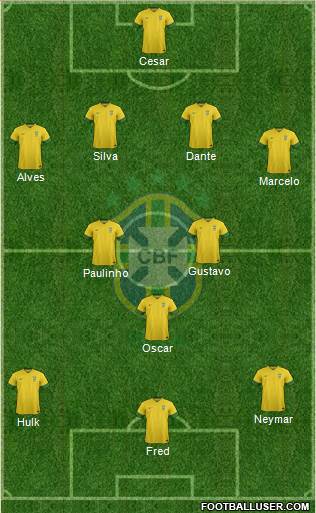 Cesar
Silva
Dante
Alves
Marcelo
Paulinho
Gustavo
CBF
Oscar
Hulk
Neymar
Fred
FOOTBALLUSER.COM